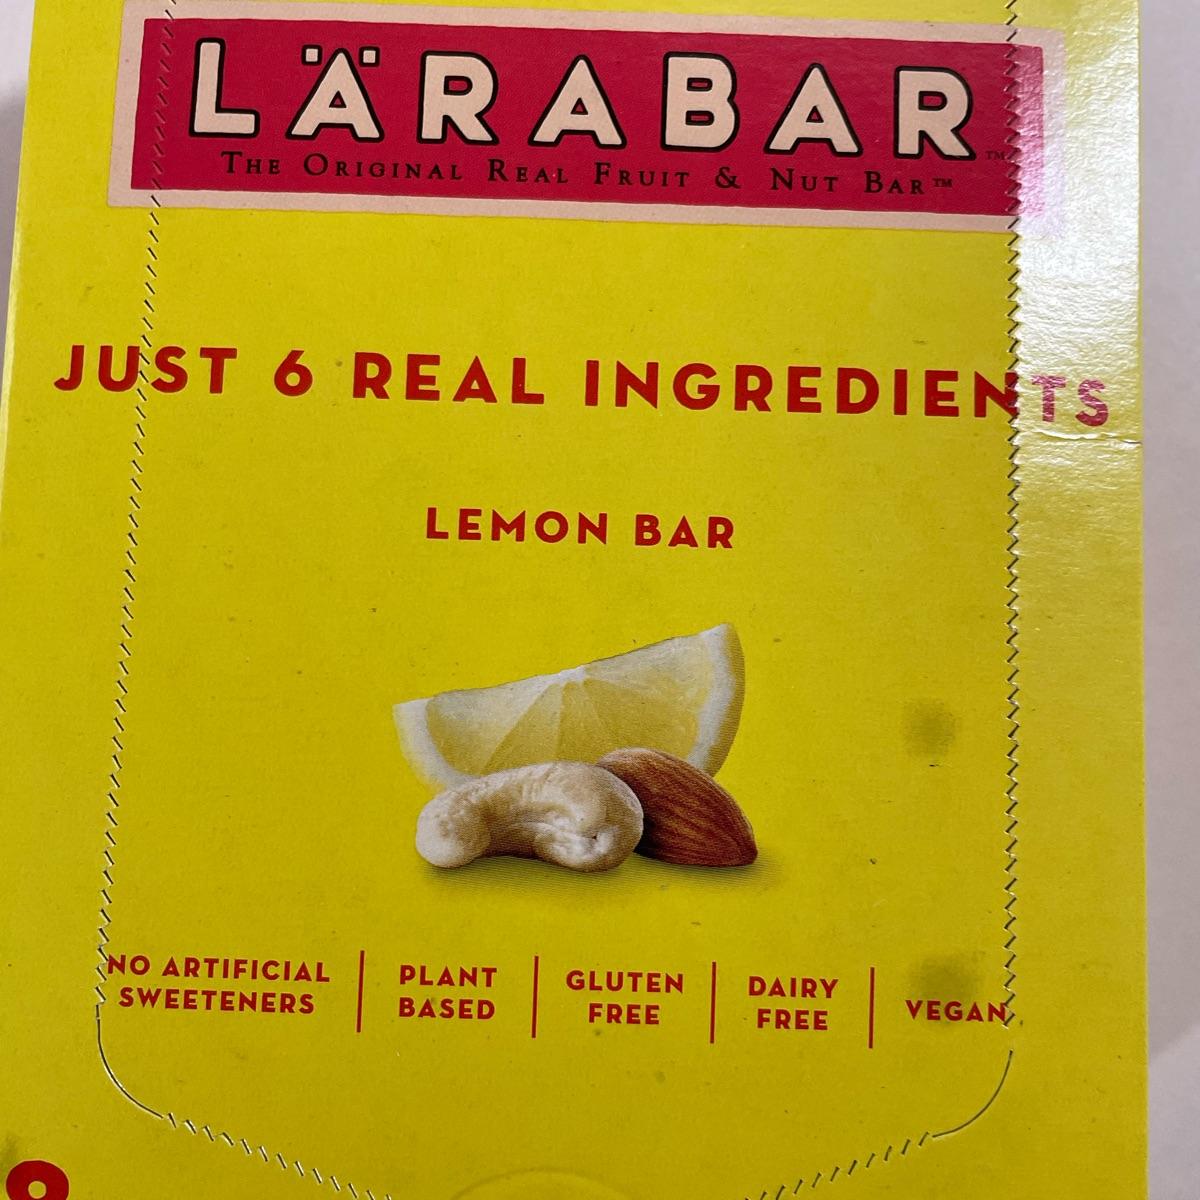 LÄRABAR™
THE ORIGINAL REAL FRUIT & NUT BAR™
JUST 6 REAL INGREDIENTS
LEMON BAR
NO ARTIFICIAL
SWEETENERS
PLANT
BASED
GLUTEN
FREE
DAIRY
FREE
VEGAN